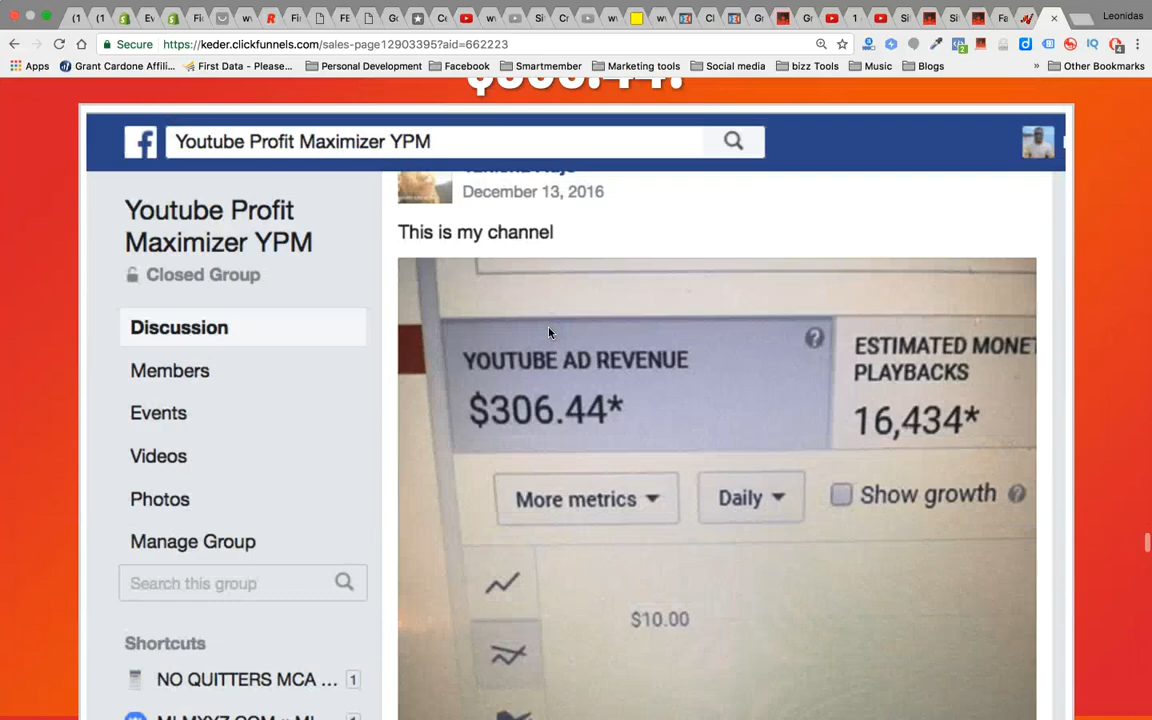 Leonidas
Secure https://keder.clickfunnels.com/sales-page12903395?aid=662223
Apps Grant Cardone Affili... First Data - Please... Personal Development Facebook Smartmember Marketing tools Social media bizz Tools Music Blogs » Other Bookmarks
Youtube Profit Maximizer YPM
Youtube Profit
Maximizer YPM
Closed Group
Discussion
Members
Events
Videos
Photos
Manage Group
Search this group
Shortcuts
NO QUITTERS MCA ... 1
December 13, 2016
This is my channel
YOUTUBE AD REVENUE
$306.44*
ESTIMATED MONET
PLAYBACKS
16,434*
More metrics
Daily
Show growth
$10.00